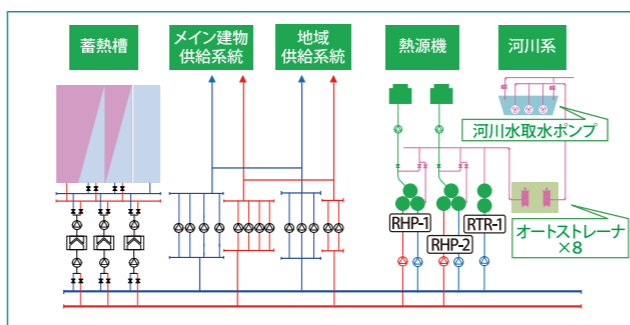 蓄熱槽
メイン建物
供給系統
地域
供給系統
熱源機
河川系
河川水取水ポンプ
RHP-1
RHP-2
RTR-1
オートストレーナ
×8